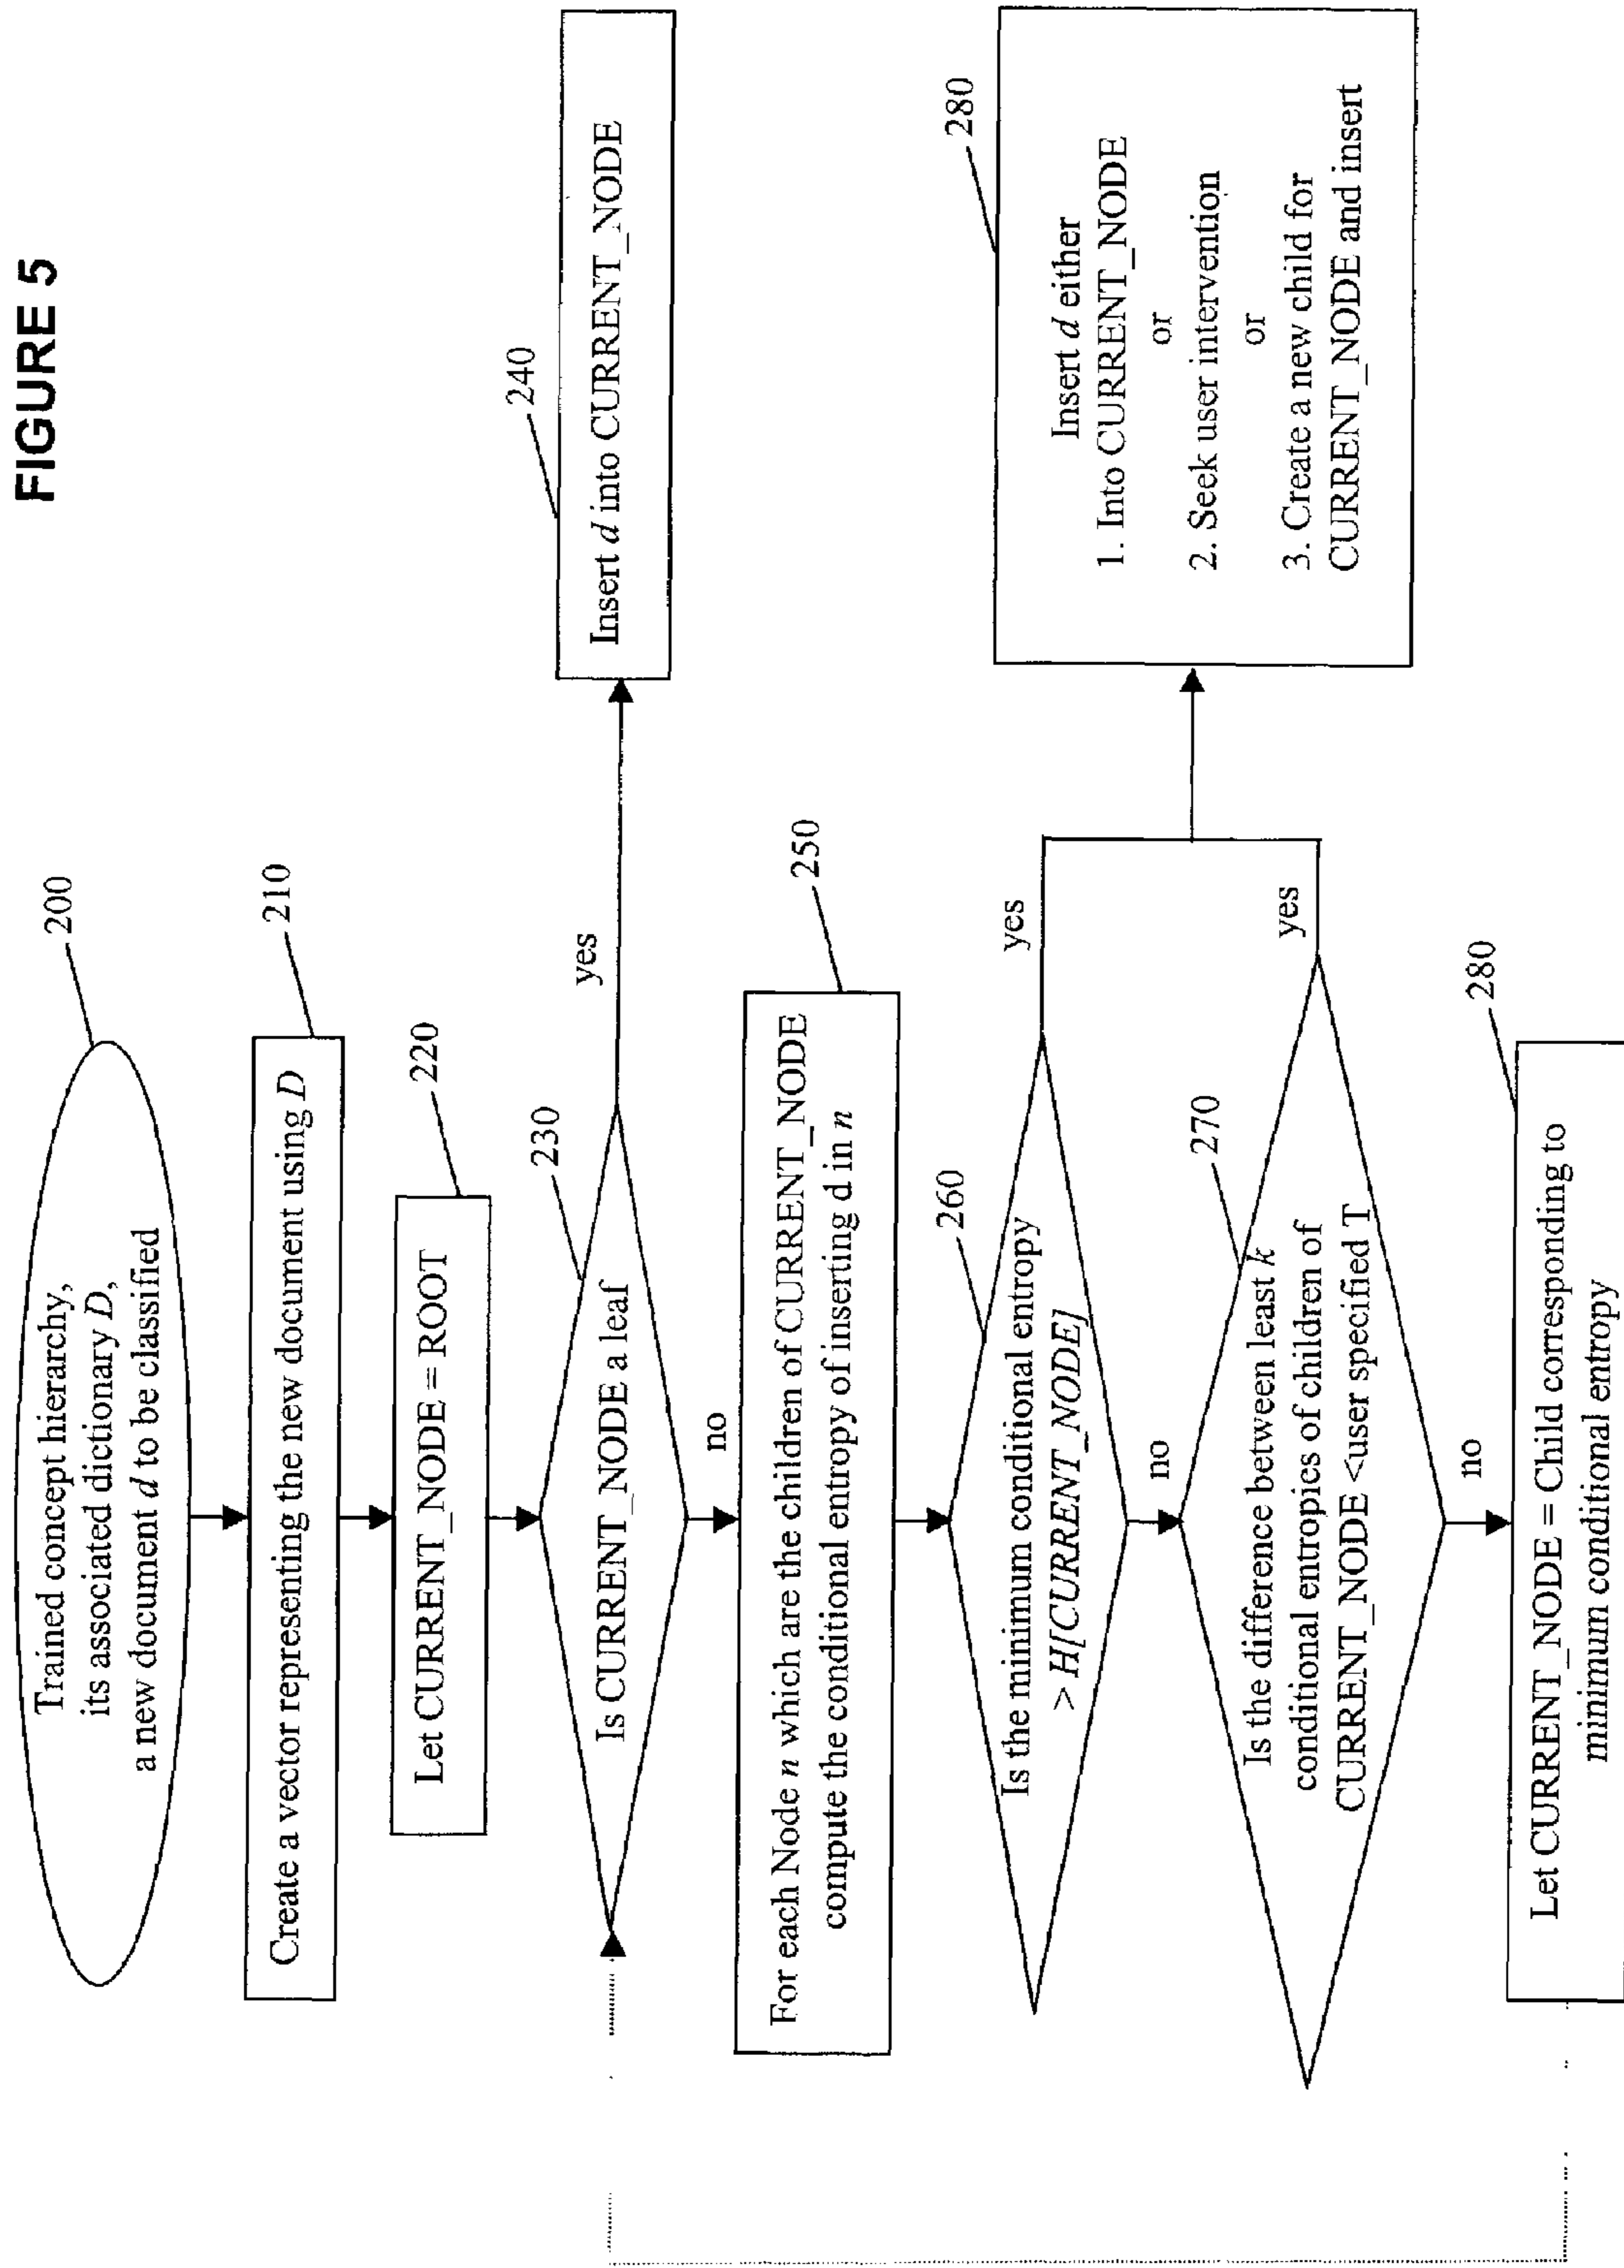 FIGURE 5
200
Trained concept hierarchy,
its associated dictionary D,
a new document d to be classified
210
Create a vector representing the new document using D
220
Let CURRENT_NODE = ROOT
230
Is CURRENT_NODE a leaf
yes
240
Insert d into CURRENT_NODE
no
250
For each Node n which are the children of CURRENT_NODE
compute the conditional entropy of inserting d in n
260
Is the minimum conditional entropy
> H[CURRENT_NODE]
yes
280
Insert d either
1. Into CURRENT_NODE
or
2. Seek user intervention
or
3. Create a new child for
CURRENT_NODE and insert
no
270
Is the difference between least k
conditional entropies of children of
CURRENT_NODE <user specified T
yes
no
280
Let CURRENT_NODE = Child corresponding to
minimum conditional entropy